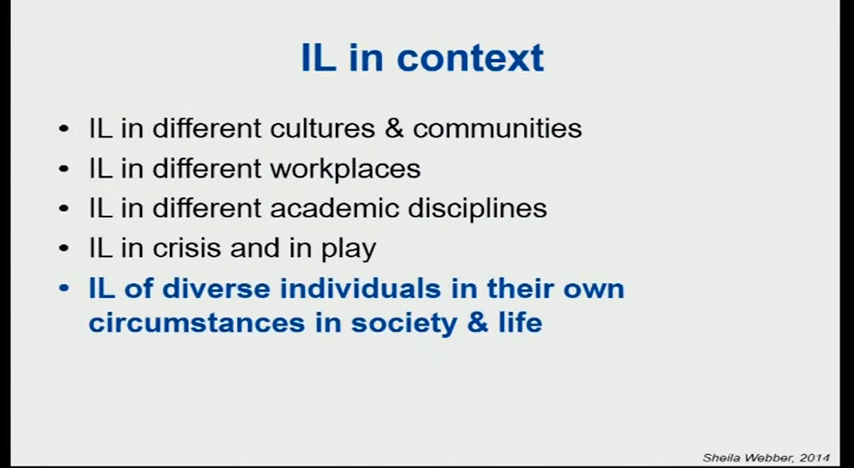 IL in context
• IL in different cultures & communities
• IL in different workplaces
• IL in different academic disciplines
• IL in crisis and in play
• IL of diverse individuals in their own
circumstances in society & life
Sheila Webber, 2014